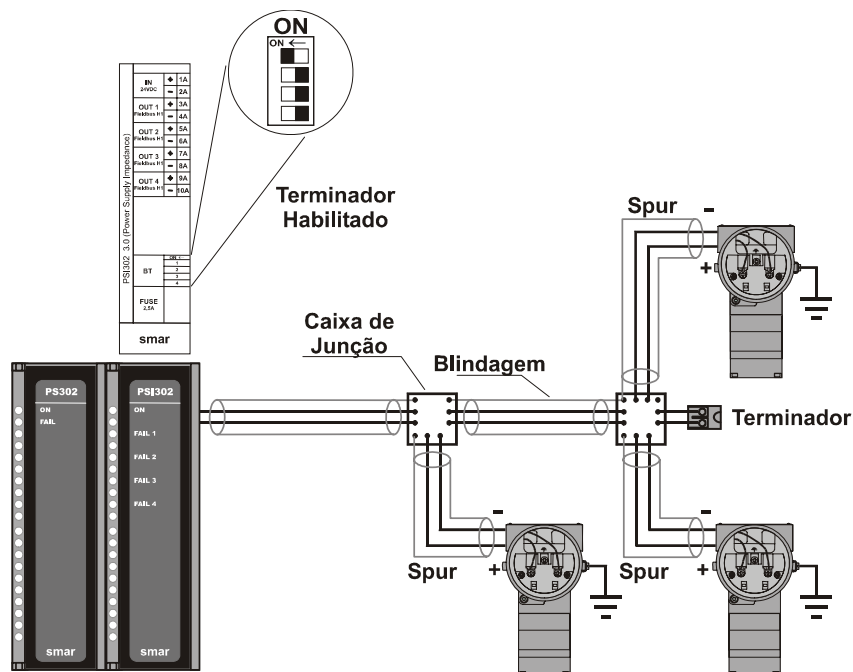 ON
ON ←
PSI302 3.0 (Power Supply Impedance)
IN
24VDC
+ 1A
- 2A
OUT 1
Fieldbus H1
+ 3A
- 4A
OUT 2
Fieldbus H1
+ 5A
- 6A
OUT 3
Fieldbus H1
+ 7A
- 8A
OUT 4
Fieldbus H1
+ 9A
- 10A
BT
ON ←
1
2
3
4
FUSE
2,5A
smar
Terminador
Habilitado
Spur
-
+
Caixa de
Junção
Blindagem
Terminador
PS302
ON
FAIL
smar
PSI302
ON
FAIL 1
FAIL 2
FAIL 3
FAIL 4
smar
Spur
-
+
Spur
-
+